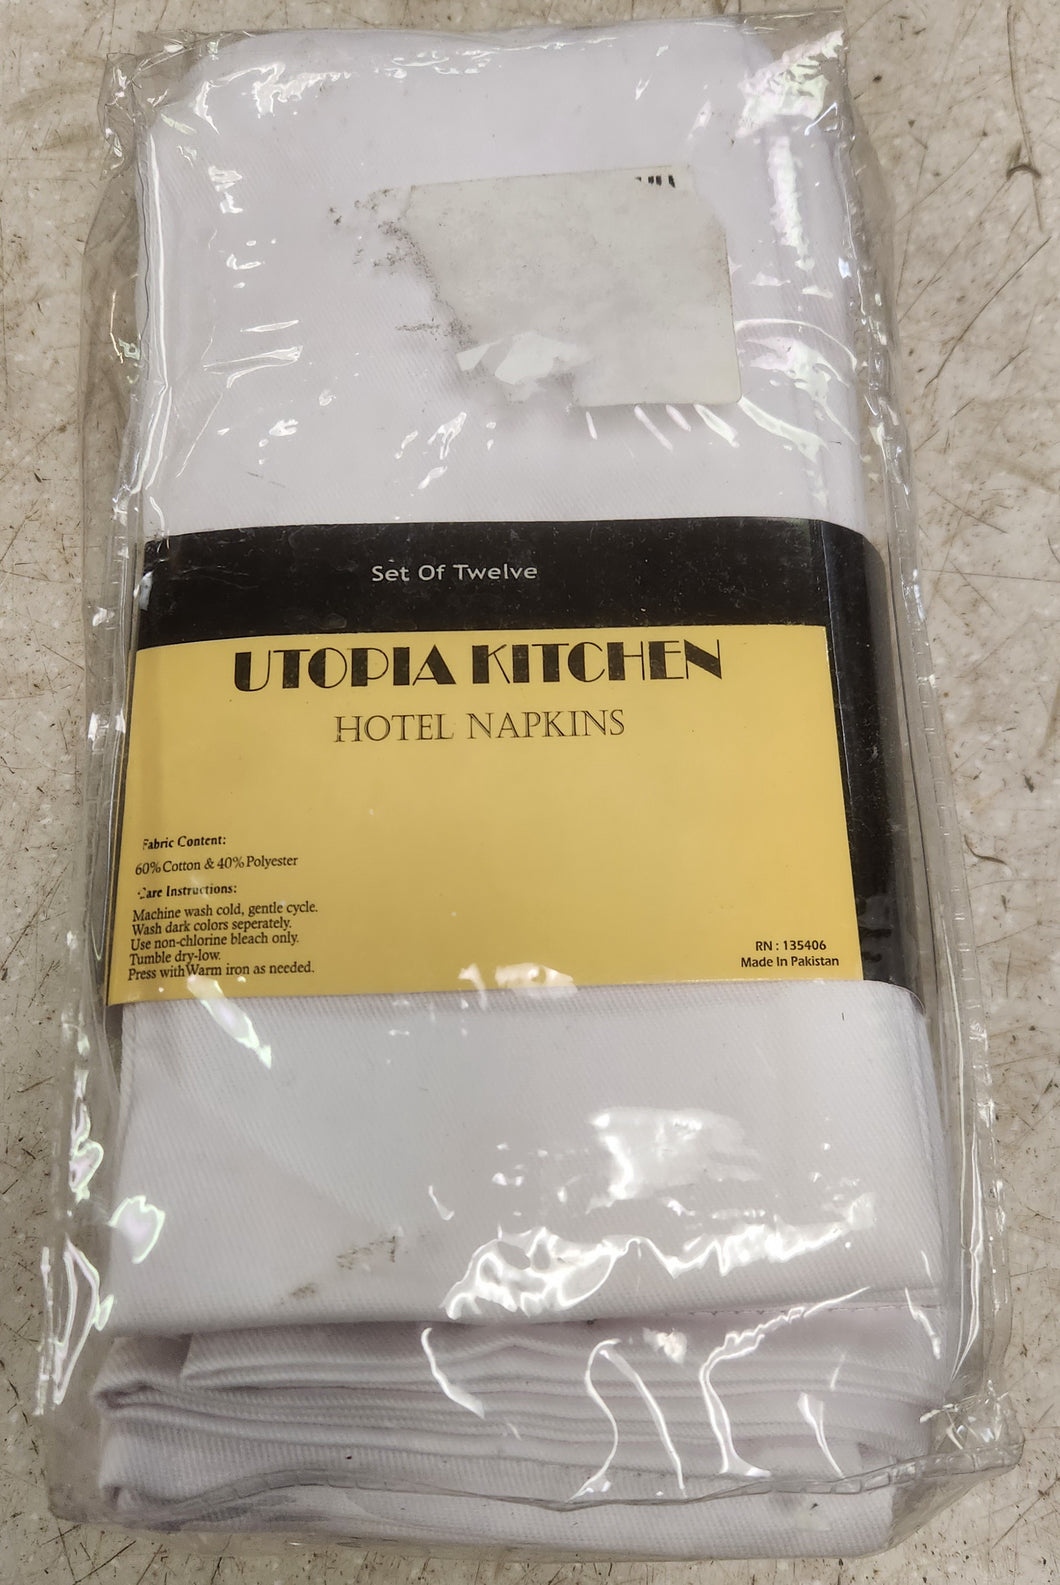 Set Of Twelve
UTOPIA KITCHEN
HOTEL NAPKINS
Fabric Content:
60% Cotton & 40% Polyester
Care Instructions:
Machine wash cold, gentle cycle.
Wash dark colors seperately.
Use non-chlorine bleach only.
Tumble dry-low.
Press with Warm iron as needed.
RN : 135406
Made In Pakistan